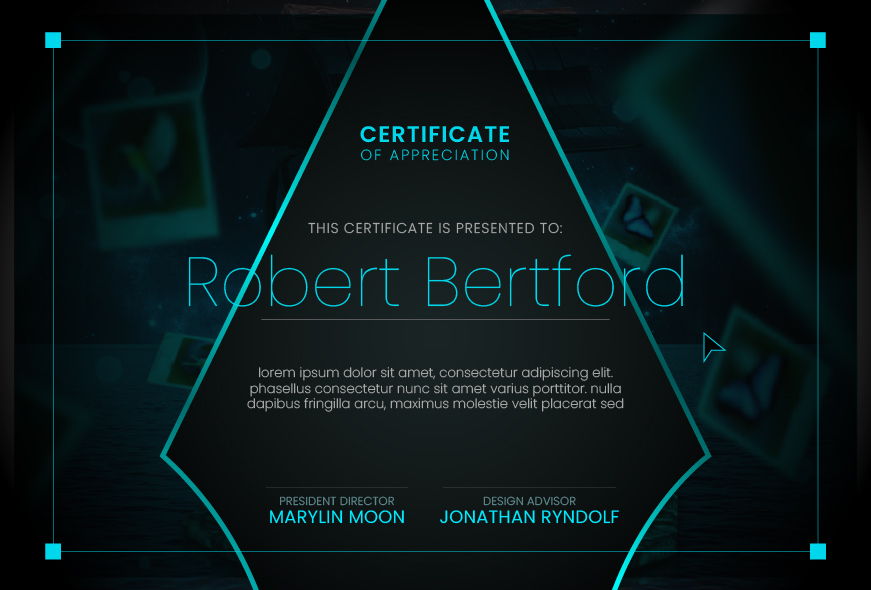 CERTIFICATE
OF APPRECIATION
THIS CERTIFICATE IS PRESENTED TO:
Robert Bertford
lorem ipsum dolor sit amet, consectetur adipiscing elit.
phasellus consectetur nunc sit amet varius porttitor. nulla
dapibus fringilla arcu, maximus molestie velit placerat sed
PRESIDENT DIRECTOR
MARYLIN MOON
DESIGN ADVISOR
JONATHAN RYNDOLF